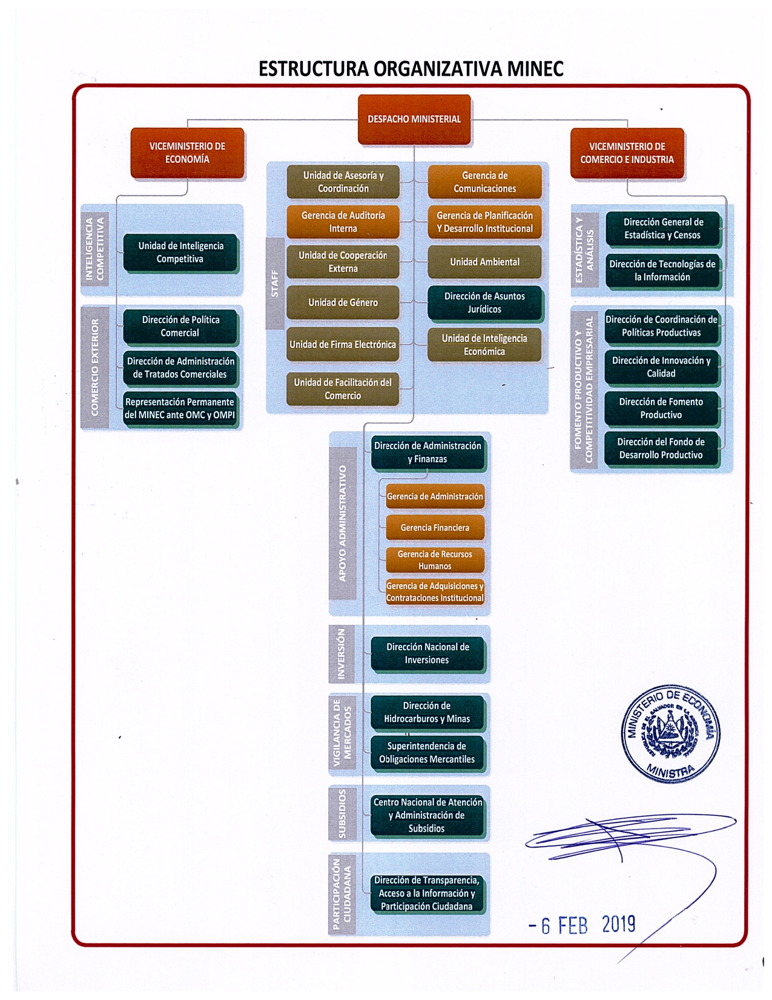 ESTRUCTURA ORGANIZATIVA MINEC
DESPACHO MINISTERIAL
VICEMINISTERIO DE
ECONOMÍA
VICEMINISTERIO DE
COMERCIO E INDUSTRIA
INTELIGENCIA
COMPETITIVA
Unidad de Inteligencia
Competitiva
COMERCIO EXTERIOR
Dirección de Política
Comercial
Dirección de Administración
de Tratados Comerciales
Representación Permanente
del MINEC ante OMC y OMPI
STAFF
Unidad de Asesoría y
Coordinación
Gerencia de
Comunicaciones
Gerencia de Auditoría
Interna
Gerencia de Planificación
Y Desarrollo Institucional
Unidad de Cooperación
Externa
Unidad Ambiental
Unidad de Género
Dirección de Asuntos
Jurídicos
Unidad de Firma Electrónica
Unidad de Inteligencia
Económica
Unidad de Facilitación del
Comercio
ESTADÍSTICA Y
ANÁLISIS
Dirección General de
Estadística y Censos
Dirección de Tecnologías de
la Información
FOMENTO PRODUCTIVO Y
COMPETITIVIDAD EMPRESARIAL
Dirección de Coordinación de
Políticas Productivas
Dirección de Innovación y
Calidad
Dirección de Fomento
Productivo
Dirección del Fondo de
Desarrollo Productivo
APOYO ADMINISTRATIVO
Dirección de Administración
y Finanzas
Gerencia de Administración
Gerencia Financiera
Gerencia de Recursos
Humanos
Gerencia de Adquisiciones y
Contrataciones Institucional
INVERSIÓN
Dirección Nacional de
Inversiones
VIGILANCIA DE
MERCADOS
Dirección de
Hidrocarburos y Minas
Superintendencia de
Obligaciones Mercantiles
SUBSIDIOS
Centro Nacional de Atención
y Administración de
Subsidios
PARTICIPACIÓN
CIUDADANA
Dirección de Transparencia,
Acceso a la Información y
Participación Ciudadana
MINISTERIO DE ECONOMÍA
REPUBLICA DE EL SALVADOR EN LA AMERICA CENTRAL
MINISTRA
- 6 FEB 2019